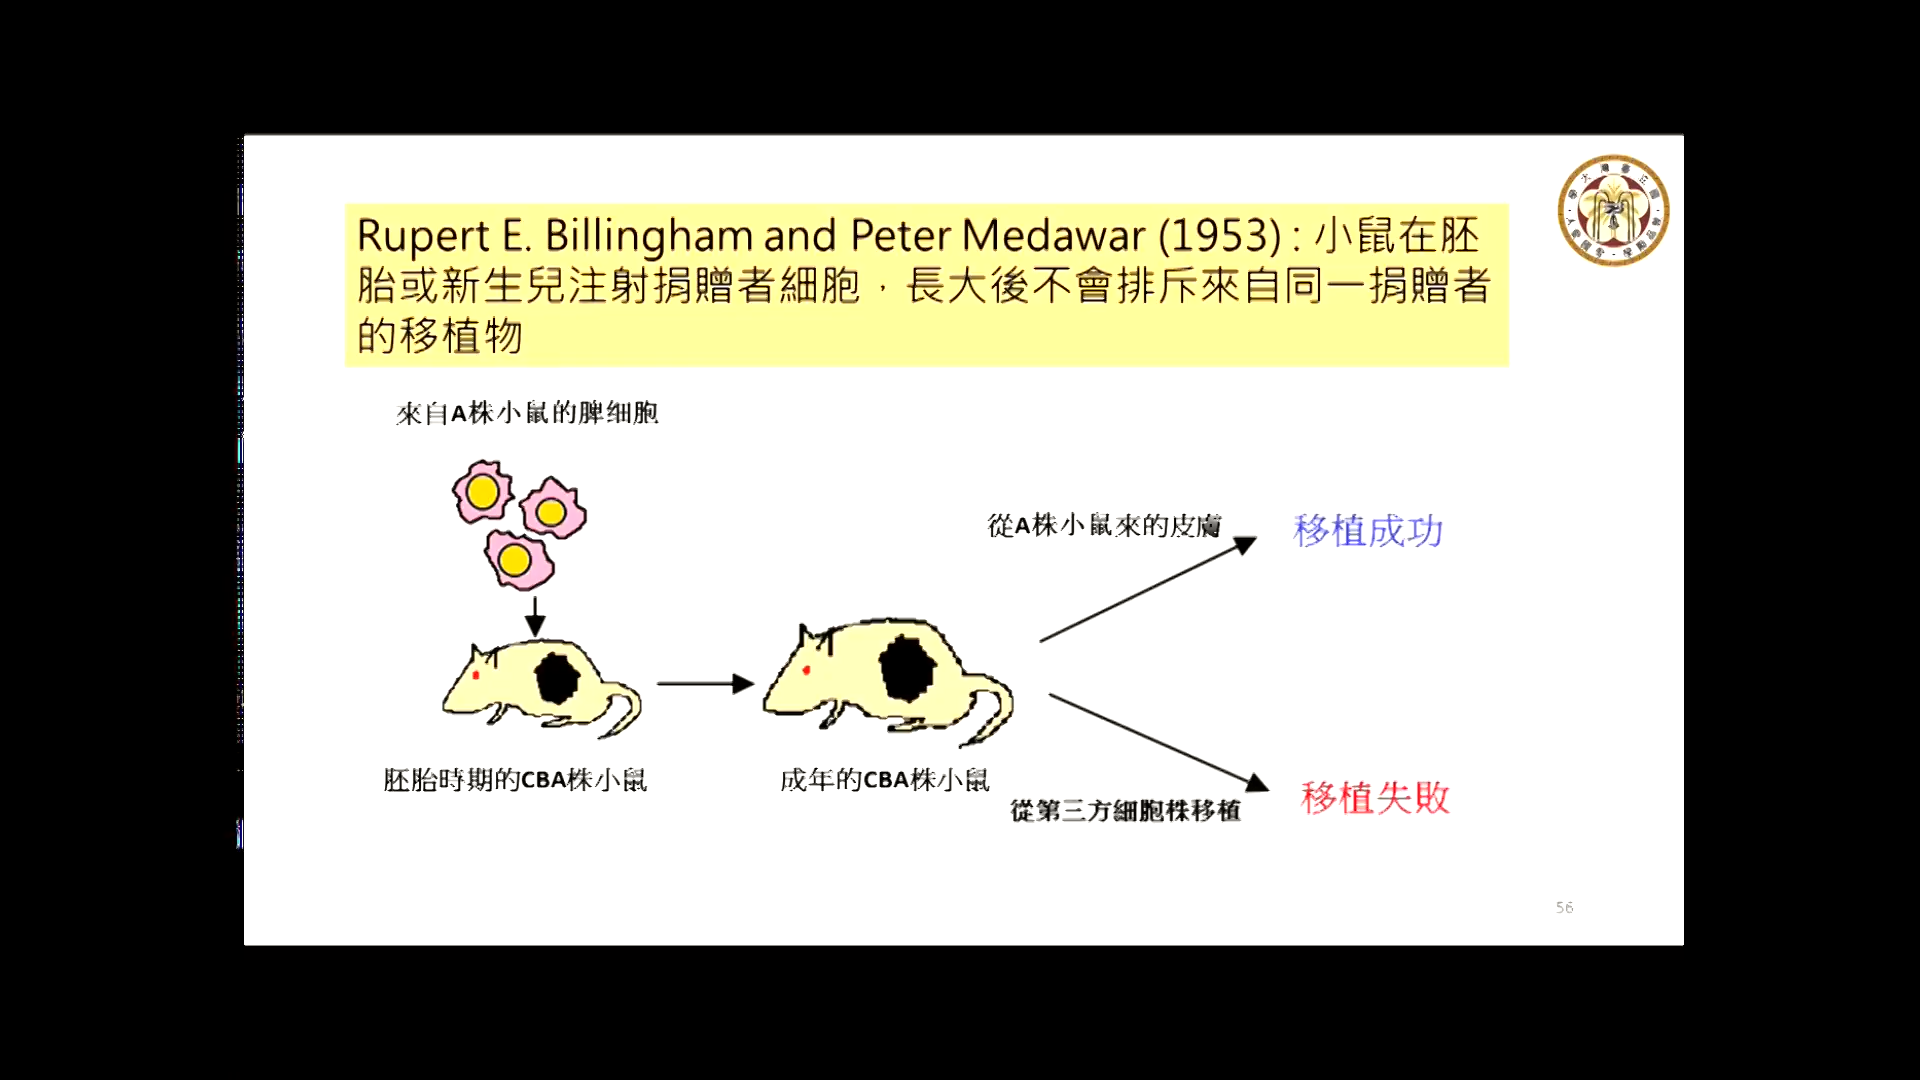 Rupert E. Billingham and Peter Medawar (1953) : 小鼠在胚
胎或新生兒注射捐贈者細胞，長大後不會排斥來自同一捐贈者
的移植物
來自A株小鼠的脾细胞
從A株小鼠來的皮膚
移植成功
胚胎時期的CBA株小鼠
成年的CBA株小鼠
從第三方細胞株移植
移植失敗
56